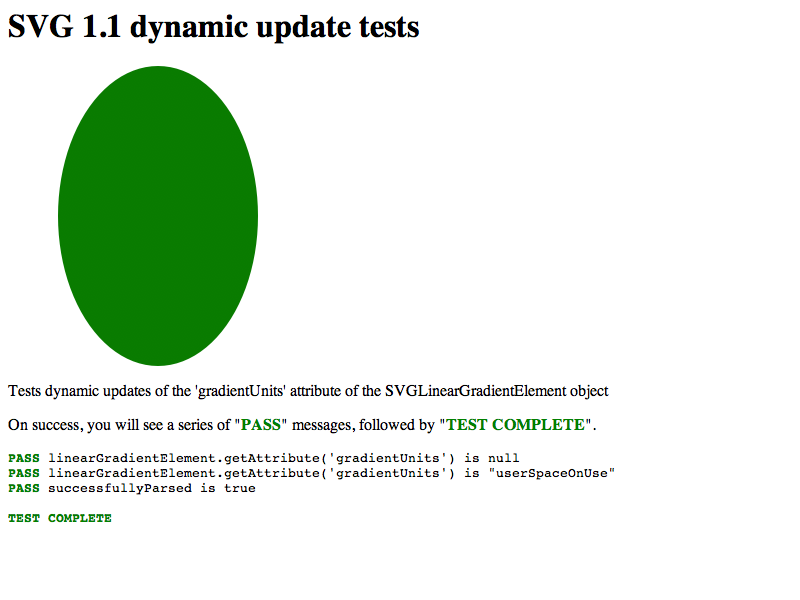 SVG 1.1 dynamic update tests
Tests dynamic updates of the 'gradientUnits' attribute of the SVGLinearGradientElement object
On success, you will see a series of "PASS" messages, followed by "TEST COMPLETE".
PASS linearGradientElement.getAttribute('gradientUnits') is null
PASS linearGradientElement.getAttribute('gradientUnits') is "userSpaceOnUse"
PASS successfullyParsed is true
TEST COMPLETE